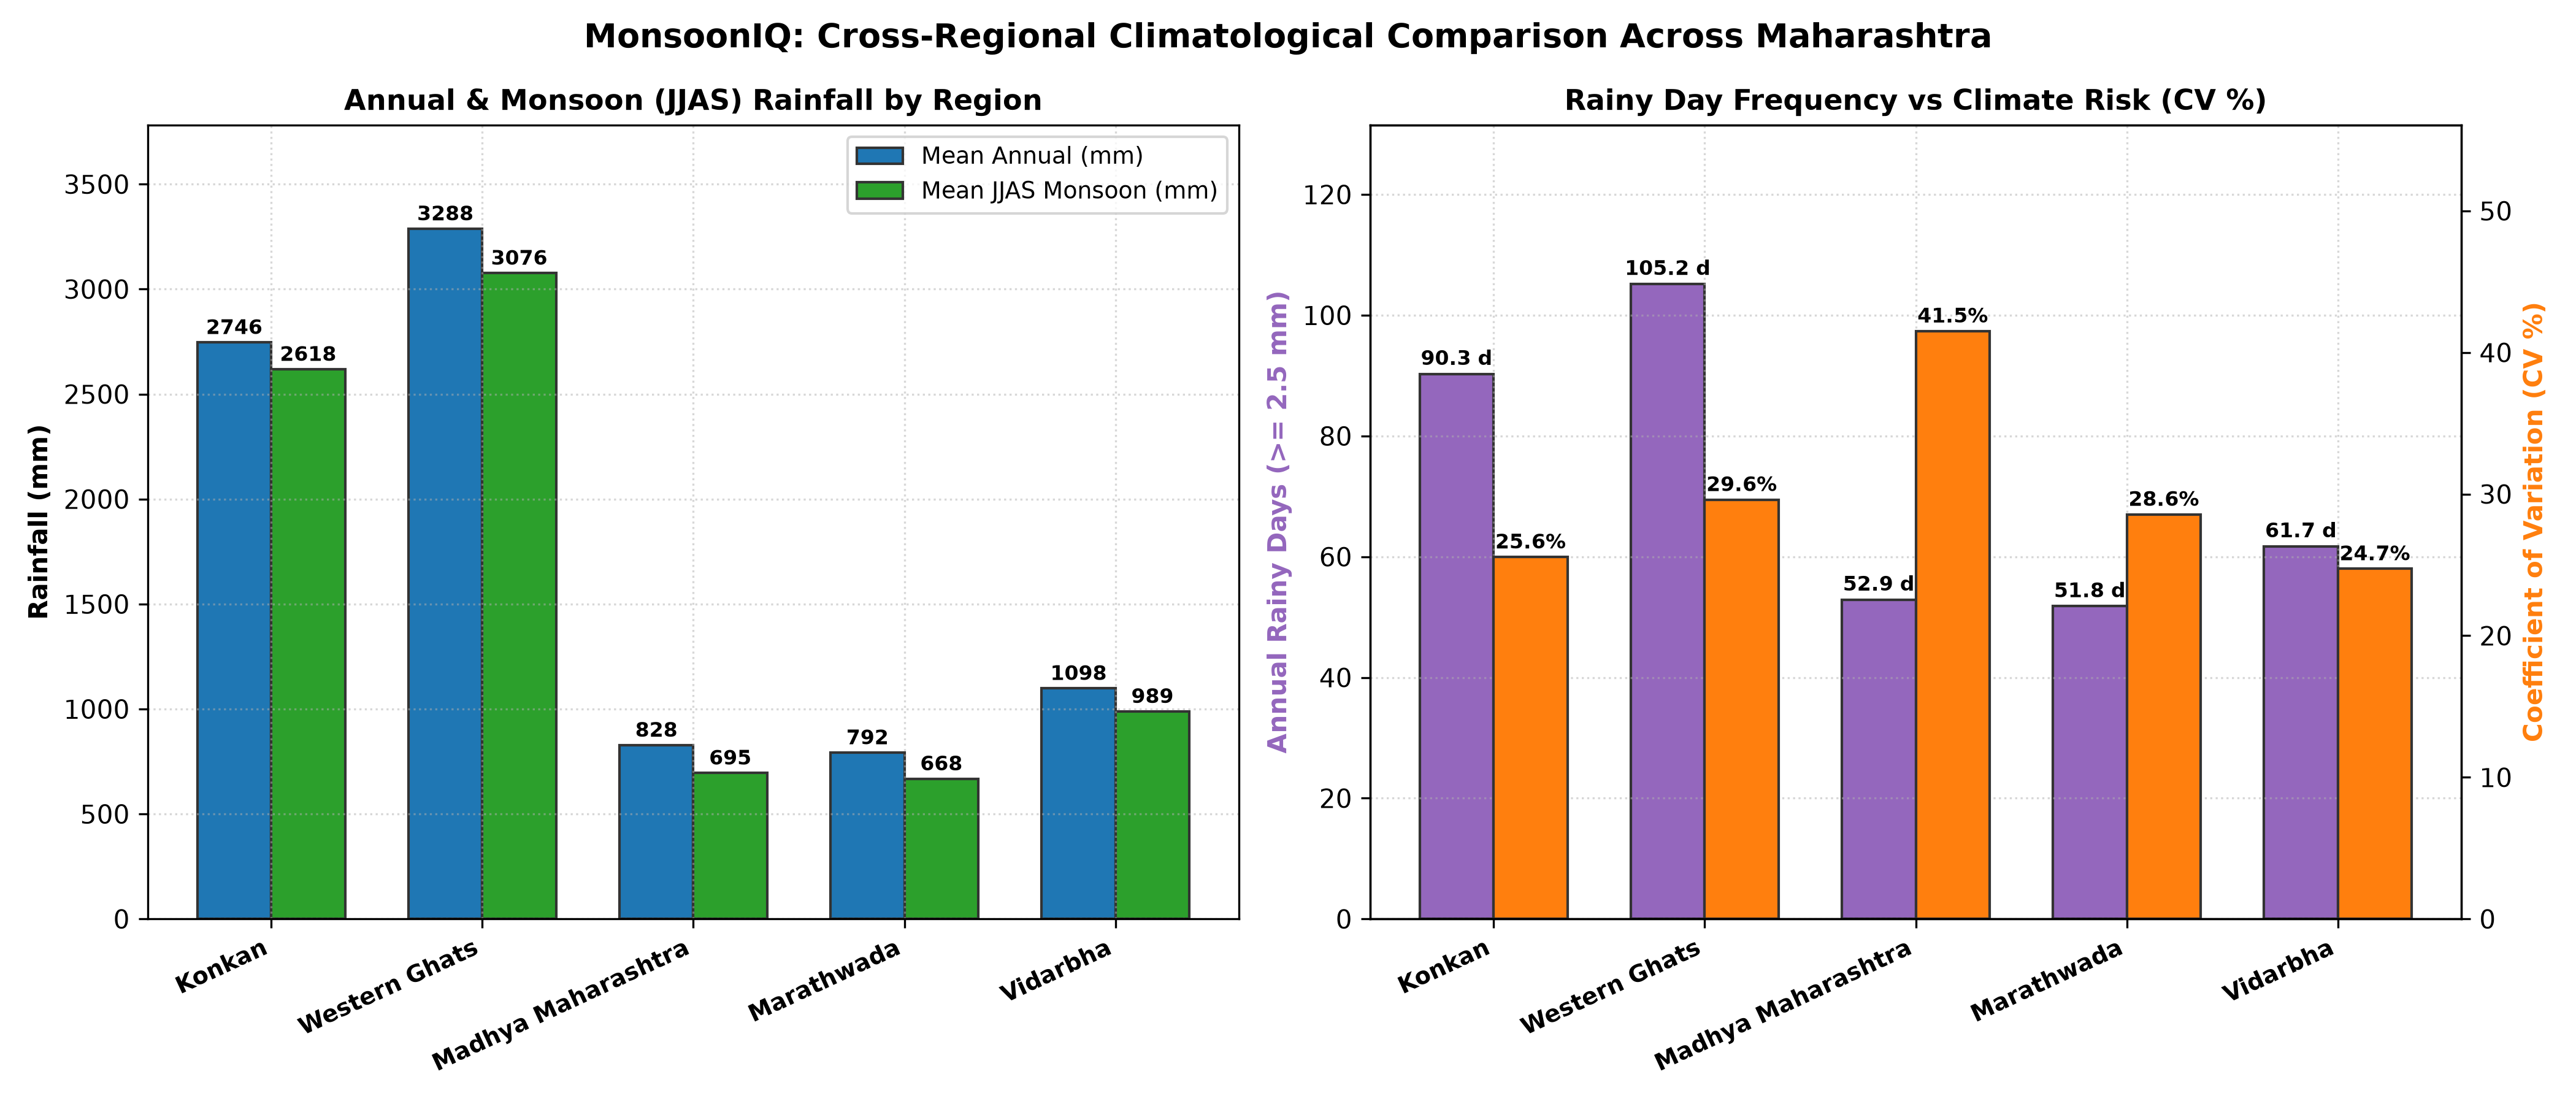 MonsoonIQ: Cross-Regional Climatological Comparison Across Maharashtra
Annual & Monsoon (JJAS) Rainfall by Region
Rainfall (mm)
3500
3000
2500
2000
1500
1000
500
0
Mean Annual (mm)
Mean JJAS Monsoon (mm)
2746
2618
3288
3076
828
695
792
668
1098
989
Konkan
Western Ghats
Madhya Maharashtra
Marathwada
Vidarbha
Rainy Day Frequency vs Climate Risk (CV %)
Annual Rainy Days (>= 2.5 mm)
120
100
80
60
40
20
0
90.3 d
25.6%
105.2 d
29.6%
52.9 d
41.5%
51.8 d
28.6%
61.7 d
24.7%
50
40
30
20
10
0
Coefficient of Variation (CV %)
Konkan
Western Ghats
Madhya Maharashtra
Marathwada
Vidarbha